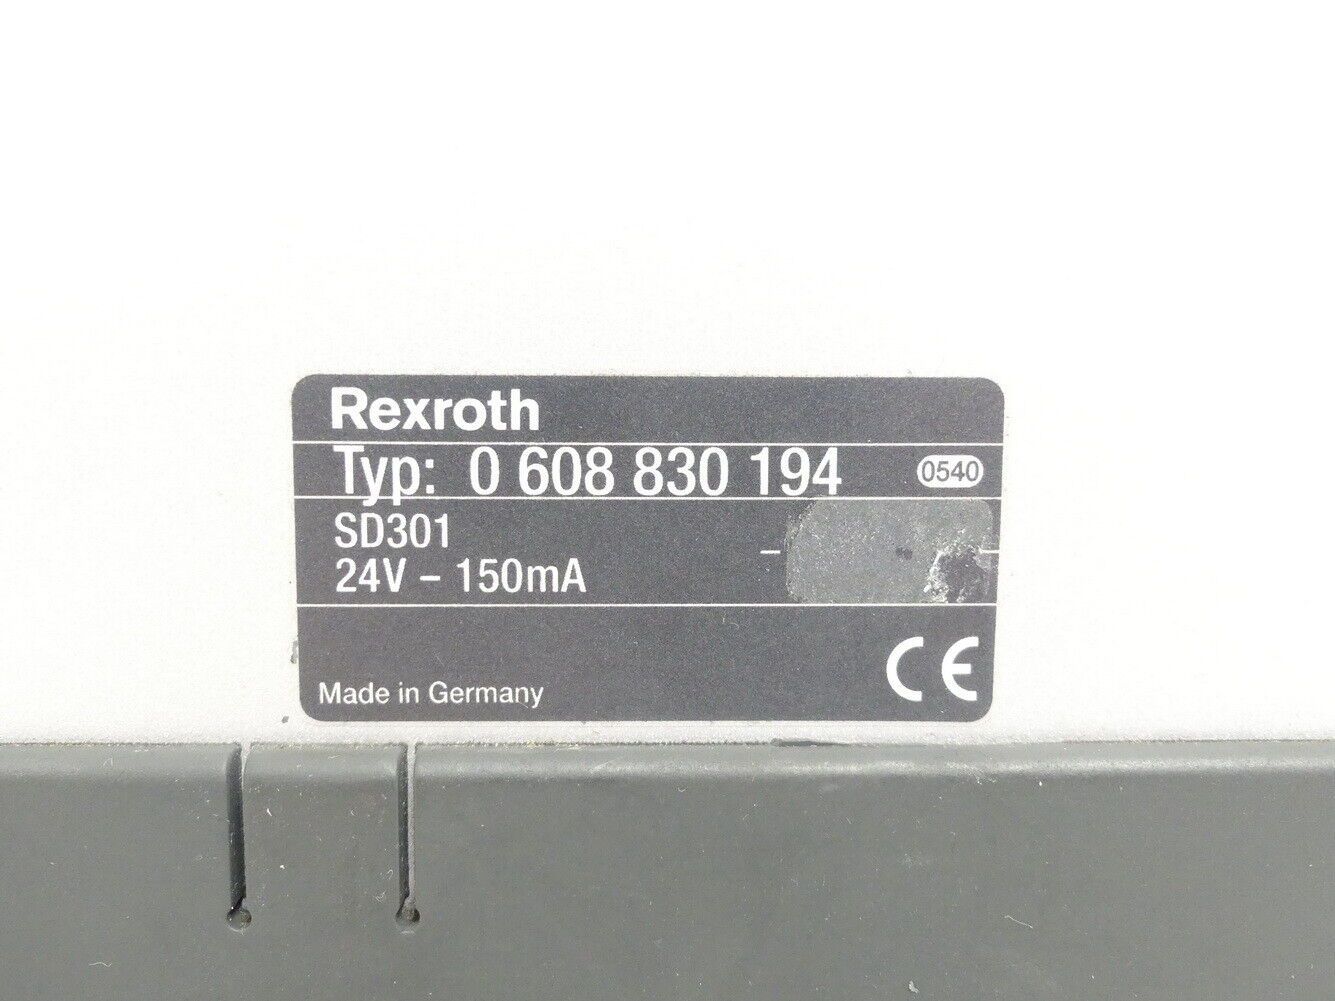 Rexroth
Typ: 0 608 830 194 0540
SD301
24V – 150mA
Made in Germany CE